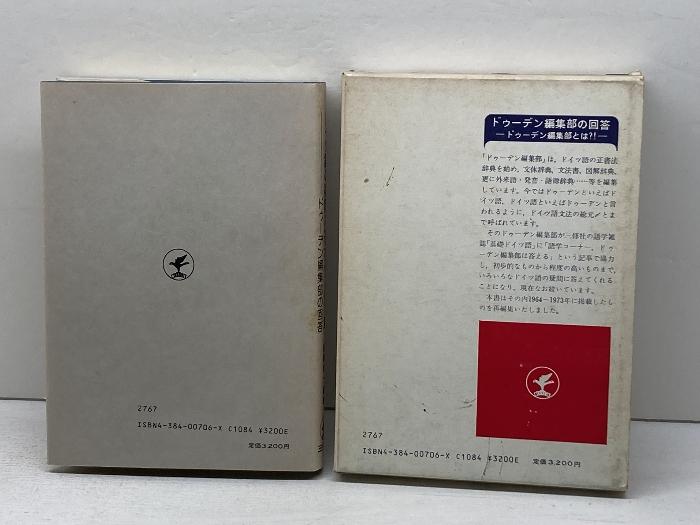 ドゥーデン編集部の回答
2767
ISBN4-384-00706-X C1084 ¥3200E
定価3,200円
ドゥーデン編集部の回答
―ドゥーデン編集部とは?!―
「ドゥーデン編集部」は,ドイツ語の正書法
辞典を始め,文体辞典,文法書,図解辞典,
更に外来語・発音・語源辞典……等を編集
しています。今ではドゥーデンといえばド
イツ語,ドイツ語といえばドゥーデンと言
われるように,ドイツ語文法の総元〆とま
で呼ばれています。
そのドゥーデン編集部が三修社の語学雑
誌「基礎ドイツ語」に「語学コーナー,ドゥ
ーデン編集部は答える」という記事で協力
し,初歩的なものから程度の高いものまで,
いろいろなドイツ語の疑問に答えてくれる
ことになり,現在なお続いています。
本書はその内1964―1973年に掲載したも
のを再編集いたしました。
2767
ISBN4-384-00706-X C1084 ¥3200E
定価3,200円